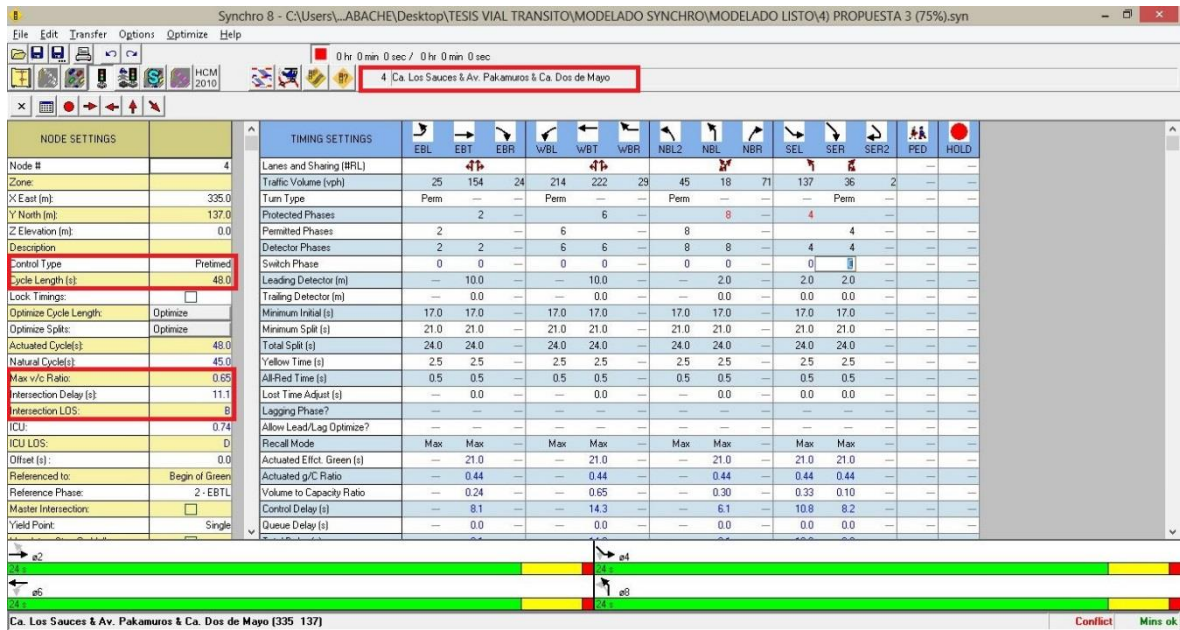 Synchro 8 - C:\Users\...ABACHE\Desktop\TESIS VIAL TRANSITO\MODELADO SYNCHRO\MODELADO LISTO\4) PROPUESTA 3 (75%).syn
File Edit Transfer Options Optimize Help
0 hr 0 min 0 sec / 0 hr 0 min 0 sec
HCM 2010
4 Ca. Los Sauces & Av. Pakamuros & Ca. Dos de Mayo
NODE SETTINGS
Node # 4
Zone:
X East (m): 335.0
Y North (m): 137.0
Z Elevation (m): 0.0
Description
Control Type Pretimed
Cycle Length (s): 48.0
Lock Timings:
Optimize Cycle Length: Optimize
Optimize Splits: Optimize
Actuated Cycle(s): 48.0
Natural Cycle(s): 45.0
Max v/c Ratio: 0.65
Intersection Delay (s): 11.1
Intersection LOS: B
ICU: 0.74
ICU LOS: D
Offset (s) : 0.0
Referenced to: Begin of Green
Reference Phase: 2 - EBTL
Master Intersection:
Yield Point: Single
TIMING SETTINGS EBL EBT EBR WBL WBT WBR NBL2 NBL NBR SEL SER SER2 PED HOLD
Lanes and Sharing (#RL) — —
Traffic Volume (vph) 25 154 24 214 222 29 45 18 71 137 36 2 — —
Turn Type Perm — — Perm — — Perm — — — Perm — — —
Protected Phases 2 — 6 — 8 — 4 — — —
Permitted Phases 2 — 6 — 8 — 4 — — —
Detector Phases 2 2 — 6 6 — 8 8 — 4 4 — — —
Switch Phase 0 0 — 0 0 — 0 0 — 0 — — —
Leading Detector (m) — 10.0 — — 10.0 — — 2.0 — 2.0 2.0 — — —
Trailing Detector (m) — 0.0 — — 0.0 — — 0.0 — 0.0 0.0 — — —
Minimum Initial (s) 17.0 17.0 — 17.0 17.0 — 17.0 17.0 — 17.0 17.0 — — —
Minimum Split (s) 21.0 21.0 — 21.0 21.0 — 21.0 21.0 — 21.0 21.0 — — —
Total Split (s) 24.0 24.0 — 24.0 24.0 — 24.0 24.0 — 24.0 24.0 — — —
Yellow Time (s) 2.5 2.5 — 2.5 2.5 — 2.5 2.5 — 2.5 2.5 — — —
All-Red Time (s) 0.5 0.5 — 0.5 0.5 — 0.5 0.5 — 0.5 0.5 — — —
Lost Time Adjust (s) — 0.0 — — 0.0 — — 0.0 — 0.0 0.0 — — —
Lagging Phase? — — — — — — — — — — — — — —
Allow Lead/Lag Optimize? — — — — — — — — — — — — — —
Recall Mode Max Max — Max Max — Max Max — Max Max — — —
Actuated Effct. Green (s) — 21.0 — — 21.0 — — 21.0 — 21.0 21.0 — — —
Actuated g/C Ratio — 0.44 — — 0.44 — — 0.44 — 0.44 0.44 — — —
Volume to Capacity Ratio — 0.24 — — 0.65 — — 0.30 — 0.33 0.10 — — —
Control Delay (s) — 8.1 — — 14.3 — — 6.1 — 10.8 8.2 — — —
Queue Delay (s) — 0.0 — — 0.0 — — 0.0 — 0.0 0.0 — — —
ø2 ø4
24 s 24 s
ø6 ø8
24 s 24 s
Ca. Los Sauces & Av. Pakamuros & Ca. Dos de Mayo (335 137) Conflict Mins ok